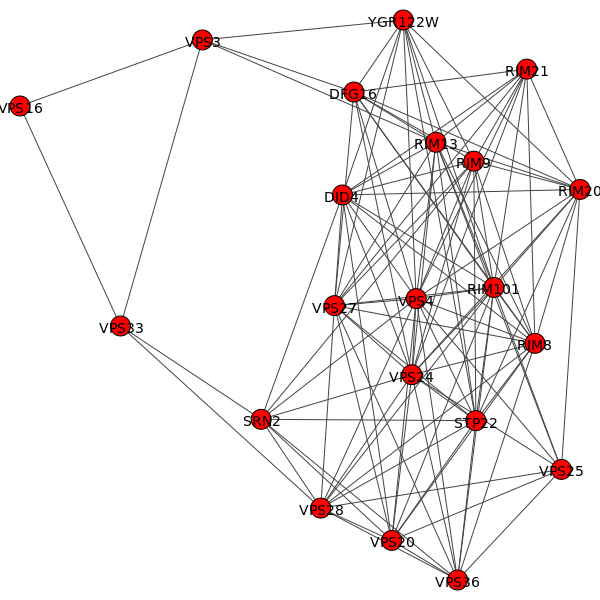 YGR122W
VPS3
RIM21
DFG16
VPS16
RIM13
RIM9
RIM20
DID4
RIM101
VPS4
VPS27
VPS33
RIM8
VPS24
SRN2
STP22
VPS25
VPS28
VPS20
VPS36